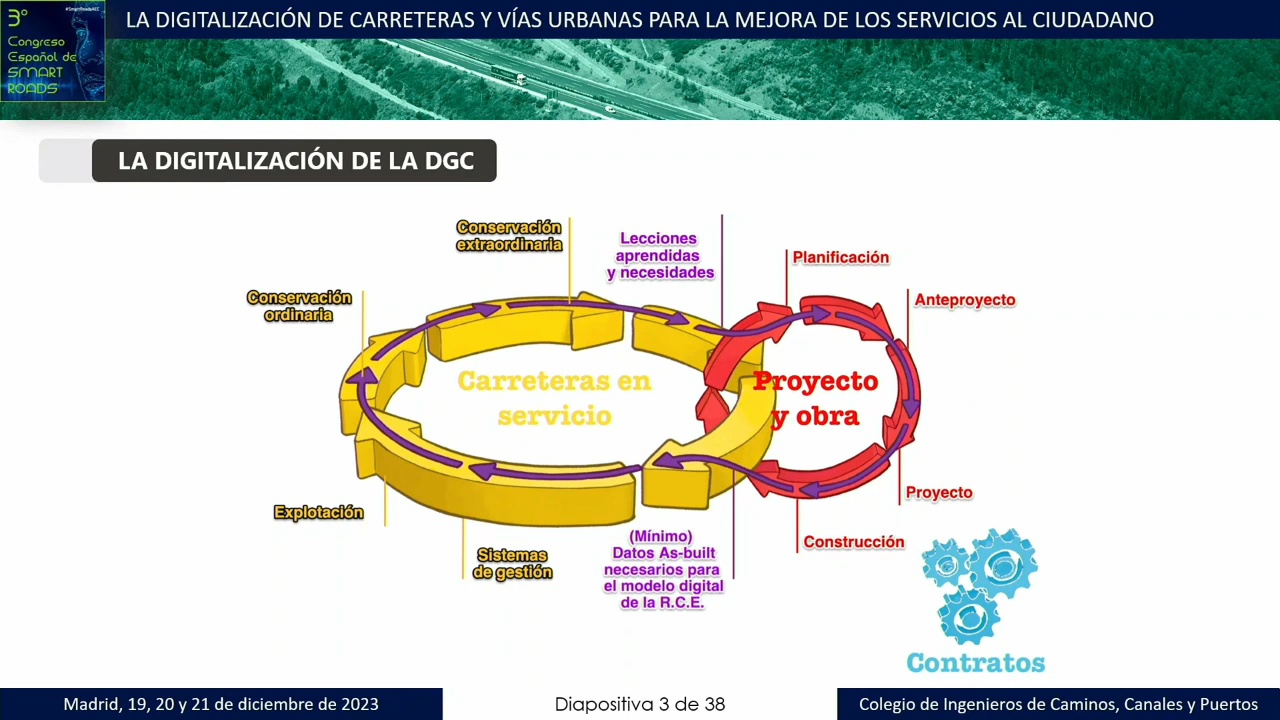 3º
Congreso
Español de
SMART
ROADS
#SmartRoadsAEC
LA DIGITALIZACIÓN DE CARRETERAS Y VÍAS URBANAS PARA LA MEJORA DE LOS SERVICIOS AL CIUDADANO
LA DIGITALIZACIÓN DE LA DGC
Conservación
extraordinaria
Lecciones
aprendidas
y necesidades
Planificación
Conservación
ordinaria
Anteproyecto
Carreteras en
servicio
Proyecto
y obra
Explotación
Proyecto
Sistemas
de gestión
(Mínimo)
Datos As-built
necesarios para
el modelo digital
de la R.C.E.
Construcción
Contratos
Madrid, 19, 20 y 21 de diciembre de 2023
Diapositiva 3 de 38
Colegio de Ingenieros de Caminos, Canales y Puertos